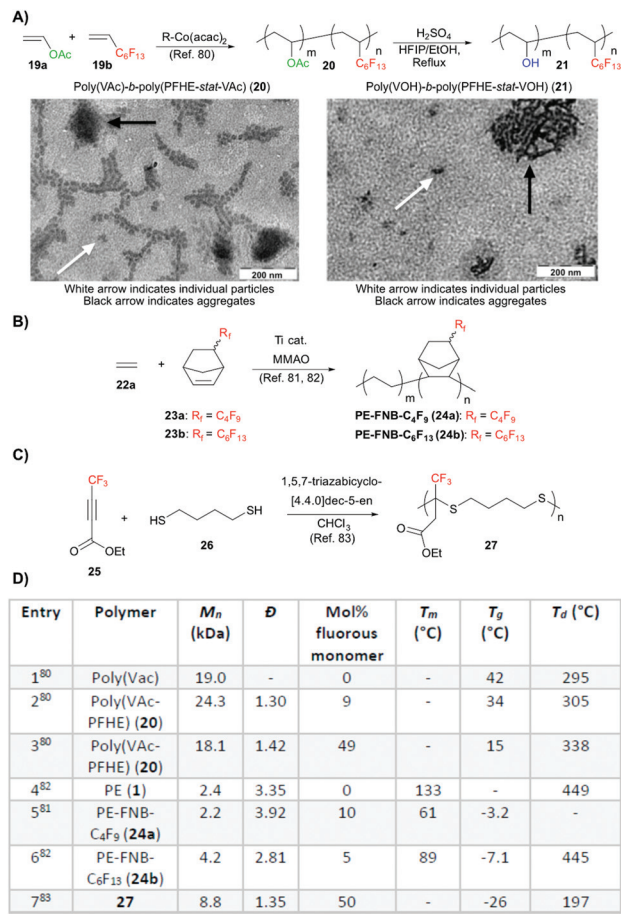 A)
OAc
19a
+
C6F13
19b
R-Co(acac)2
(Ref. 80)
m
n
OAc
20
C6F13
H2SO4
HFIP/EtOH,
Reflux
m
n
OH
21
C6F13
Poly(VAc)-b-poly(PFHE-stat-VAc) (20)
Poly(VOH)-b-poly(PFHE-stat-VOH) (21)
200 nm
200 nm
White arrow indicates individual particles
Black arrow indicates aggregates
White arrow indicates individual particles
Black arrow indicates aggregates
B)
22a
+
Rf
23a: Rf = C4F9
23b: Rf = C6F13
Ti cat.
MMAO
(Ref. 81, 82)
Rf
m
n
PE-FNB-C4F9 (24a): Rf = C4F9
PE-FNB-C6F13 (24b): Rf = C6F13
C)
CF3
O
OEt
25
+
HS
SH
26
1,5,7-triazabicyclo-
[4.4.0]dec-5-en
CHCl3
(Ref. 83)
CF3
S
S
n
O
EtO
27
D)
Entry Polymer Mn (kDa) Đ Mol% fluorous monomer Tm (°C) Tg (°C) Td (°C)
1^80 Poly(Vac) 19.0 - 0 42 295
2^80 Poly(VAc-PFHE) (20) 24.3 1.30 9 - 34 305
3^80 Poly(VAc-PFHE) (20) 18.1 1.42 49 - 15 338
4^82 PE (1) 2.4 3.35 0 133 - 449
5^81 PE-FNB-C4F9 (24a) 2.2 3.92 10 61 -3.2 -
6^82 PE-FNB-C6F13 (24b) 4.2 2.81 5 89 -7.1 445
7^83 27 8.8 1.35 50 - -26 197